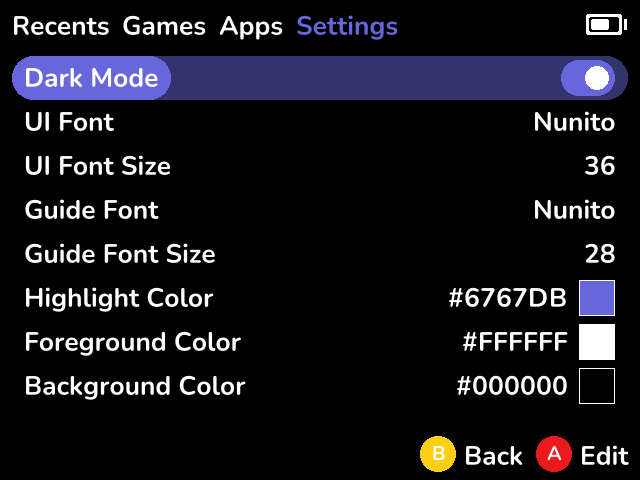 Recents Games Apps Settings
Dark Mode
UI Font Nunito
UI Font Size 36
Guide Font Nunito
Guide Font Size 28
Highlight Color #6767DB
Foreground Color #FFFFFF
Background Color #000000
B Back A Edit